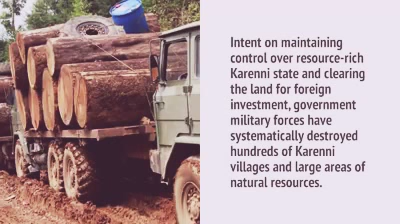 Intent on maintaining
control over resource-rich
Karenni state and clearing
the land for foreign
investment, government
military forces have
systematically destroyed
hundreds of Karenni
villages and large areas of
natural resources.